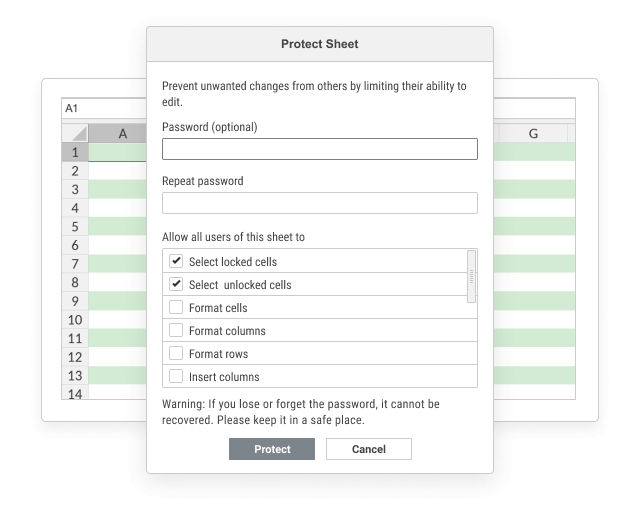 Protect Sheet
Prevent unwanted changes from others by limiting their ability to
edit.
Password (optional)
Repeat password
Allow all users of this sheet to
Select locked cells
Select unlocked cells
Format cells
Format columns
Format rows
Insert columns
Warning: If you lose or forget the password, it cannot be
recovered. Please keep it in a safe place.
Protect Cancel
A1
A G
1
2
3
4
5
6
7
8
9
10
11
12
13
14